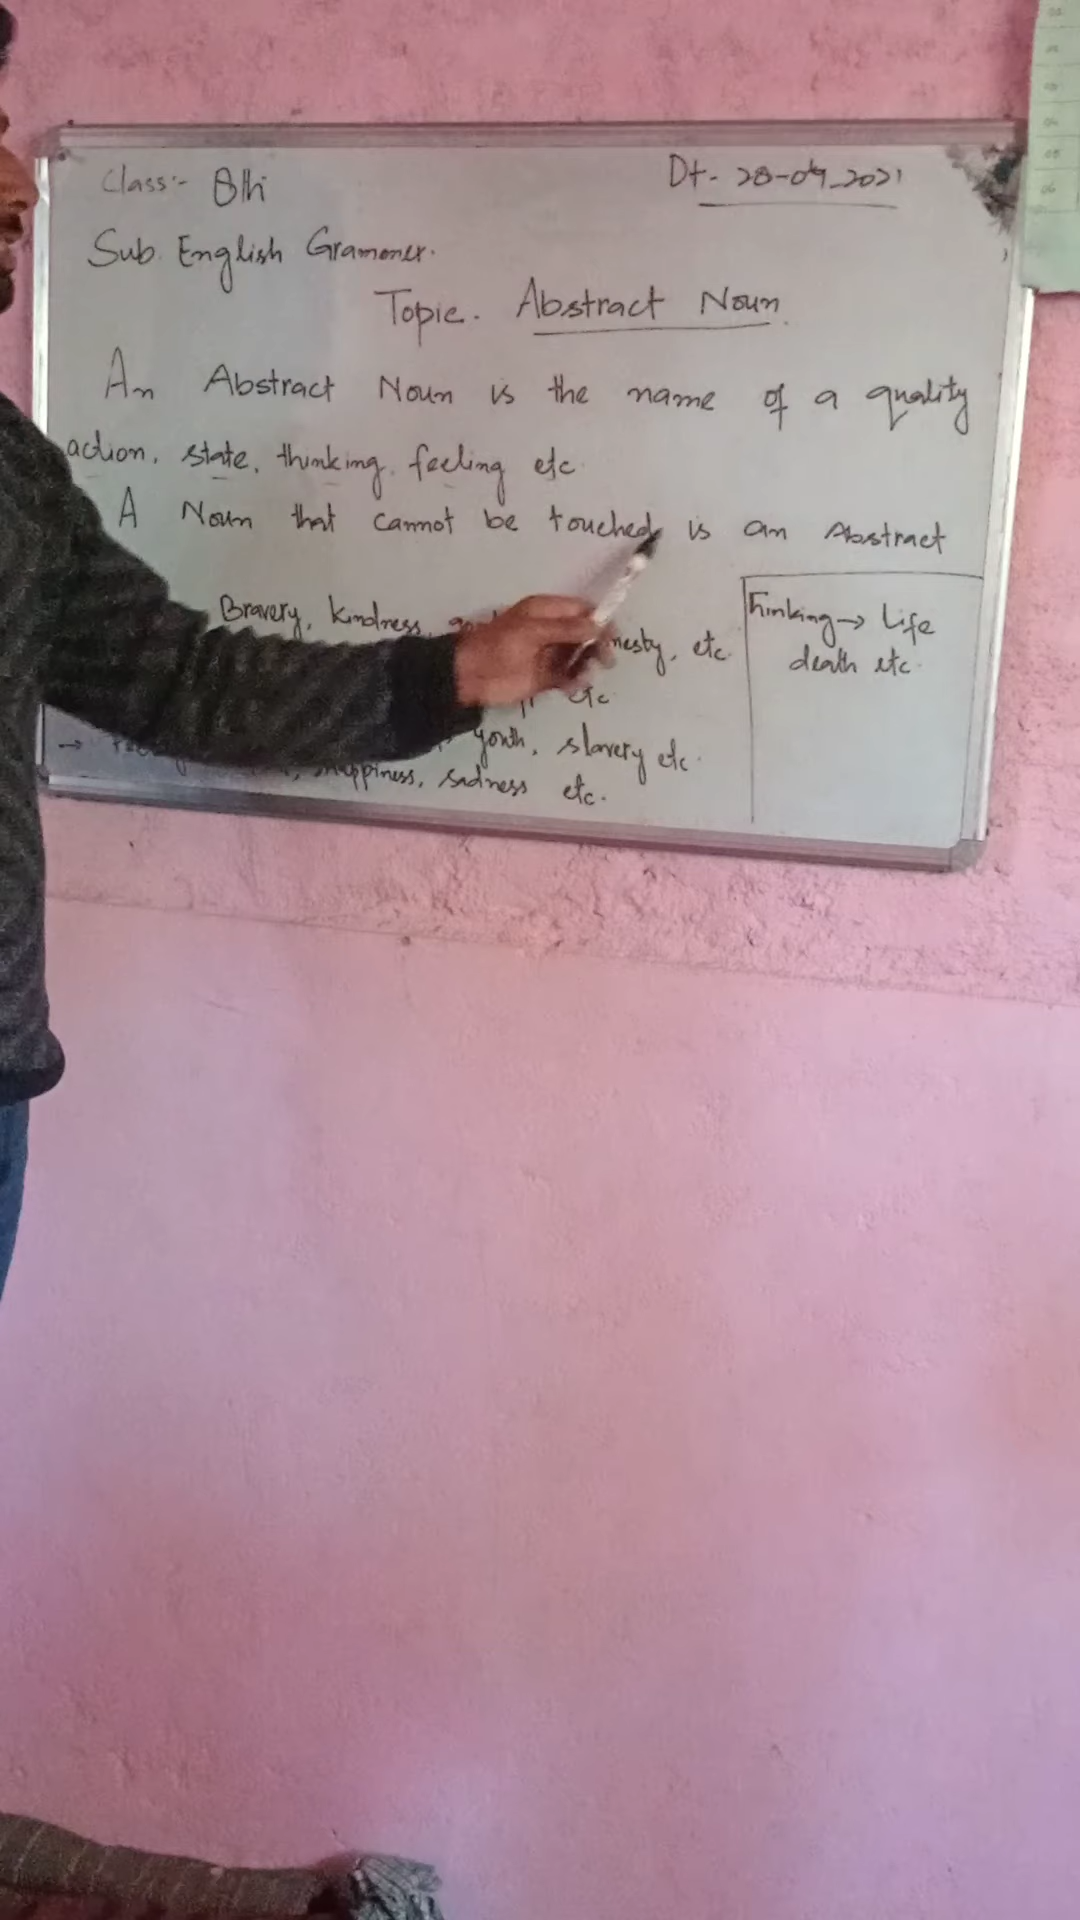 Class:- 8th
Dt- 28-04-2021
Sub. English Grammer.
Topic. Abstract Noun.
An Abstract Noun is the name of a quality
action, state, thinking, feeling etc
A Noun that cannot be touched is an Abstract
Bravery, kindness, etc
etc
youth, slavery etc.
→ happiness, sadness etc.
Thinking → Life
death etc.